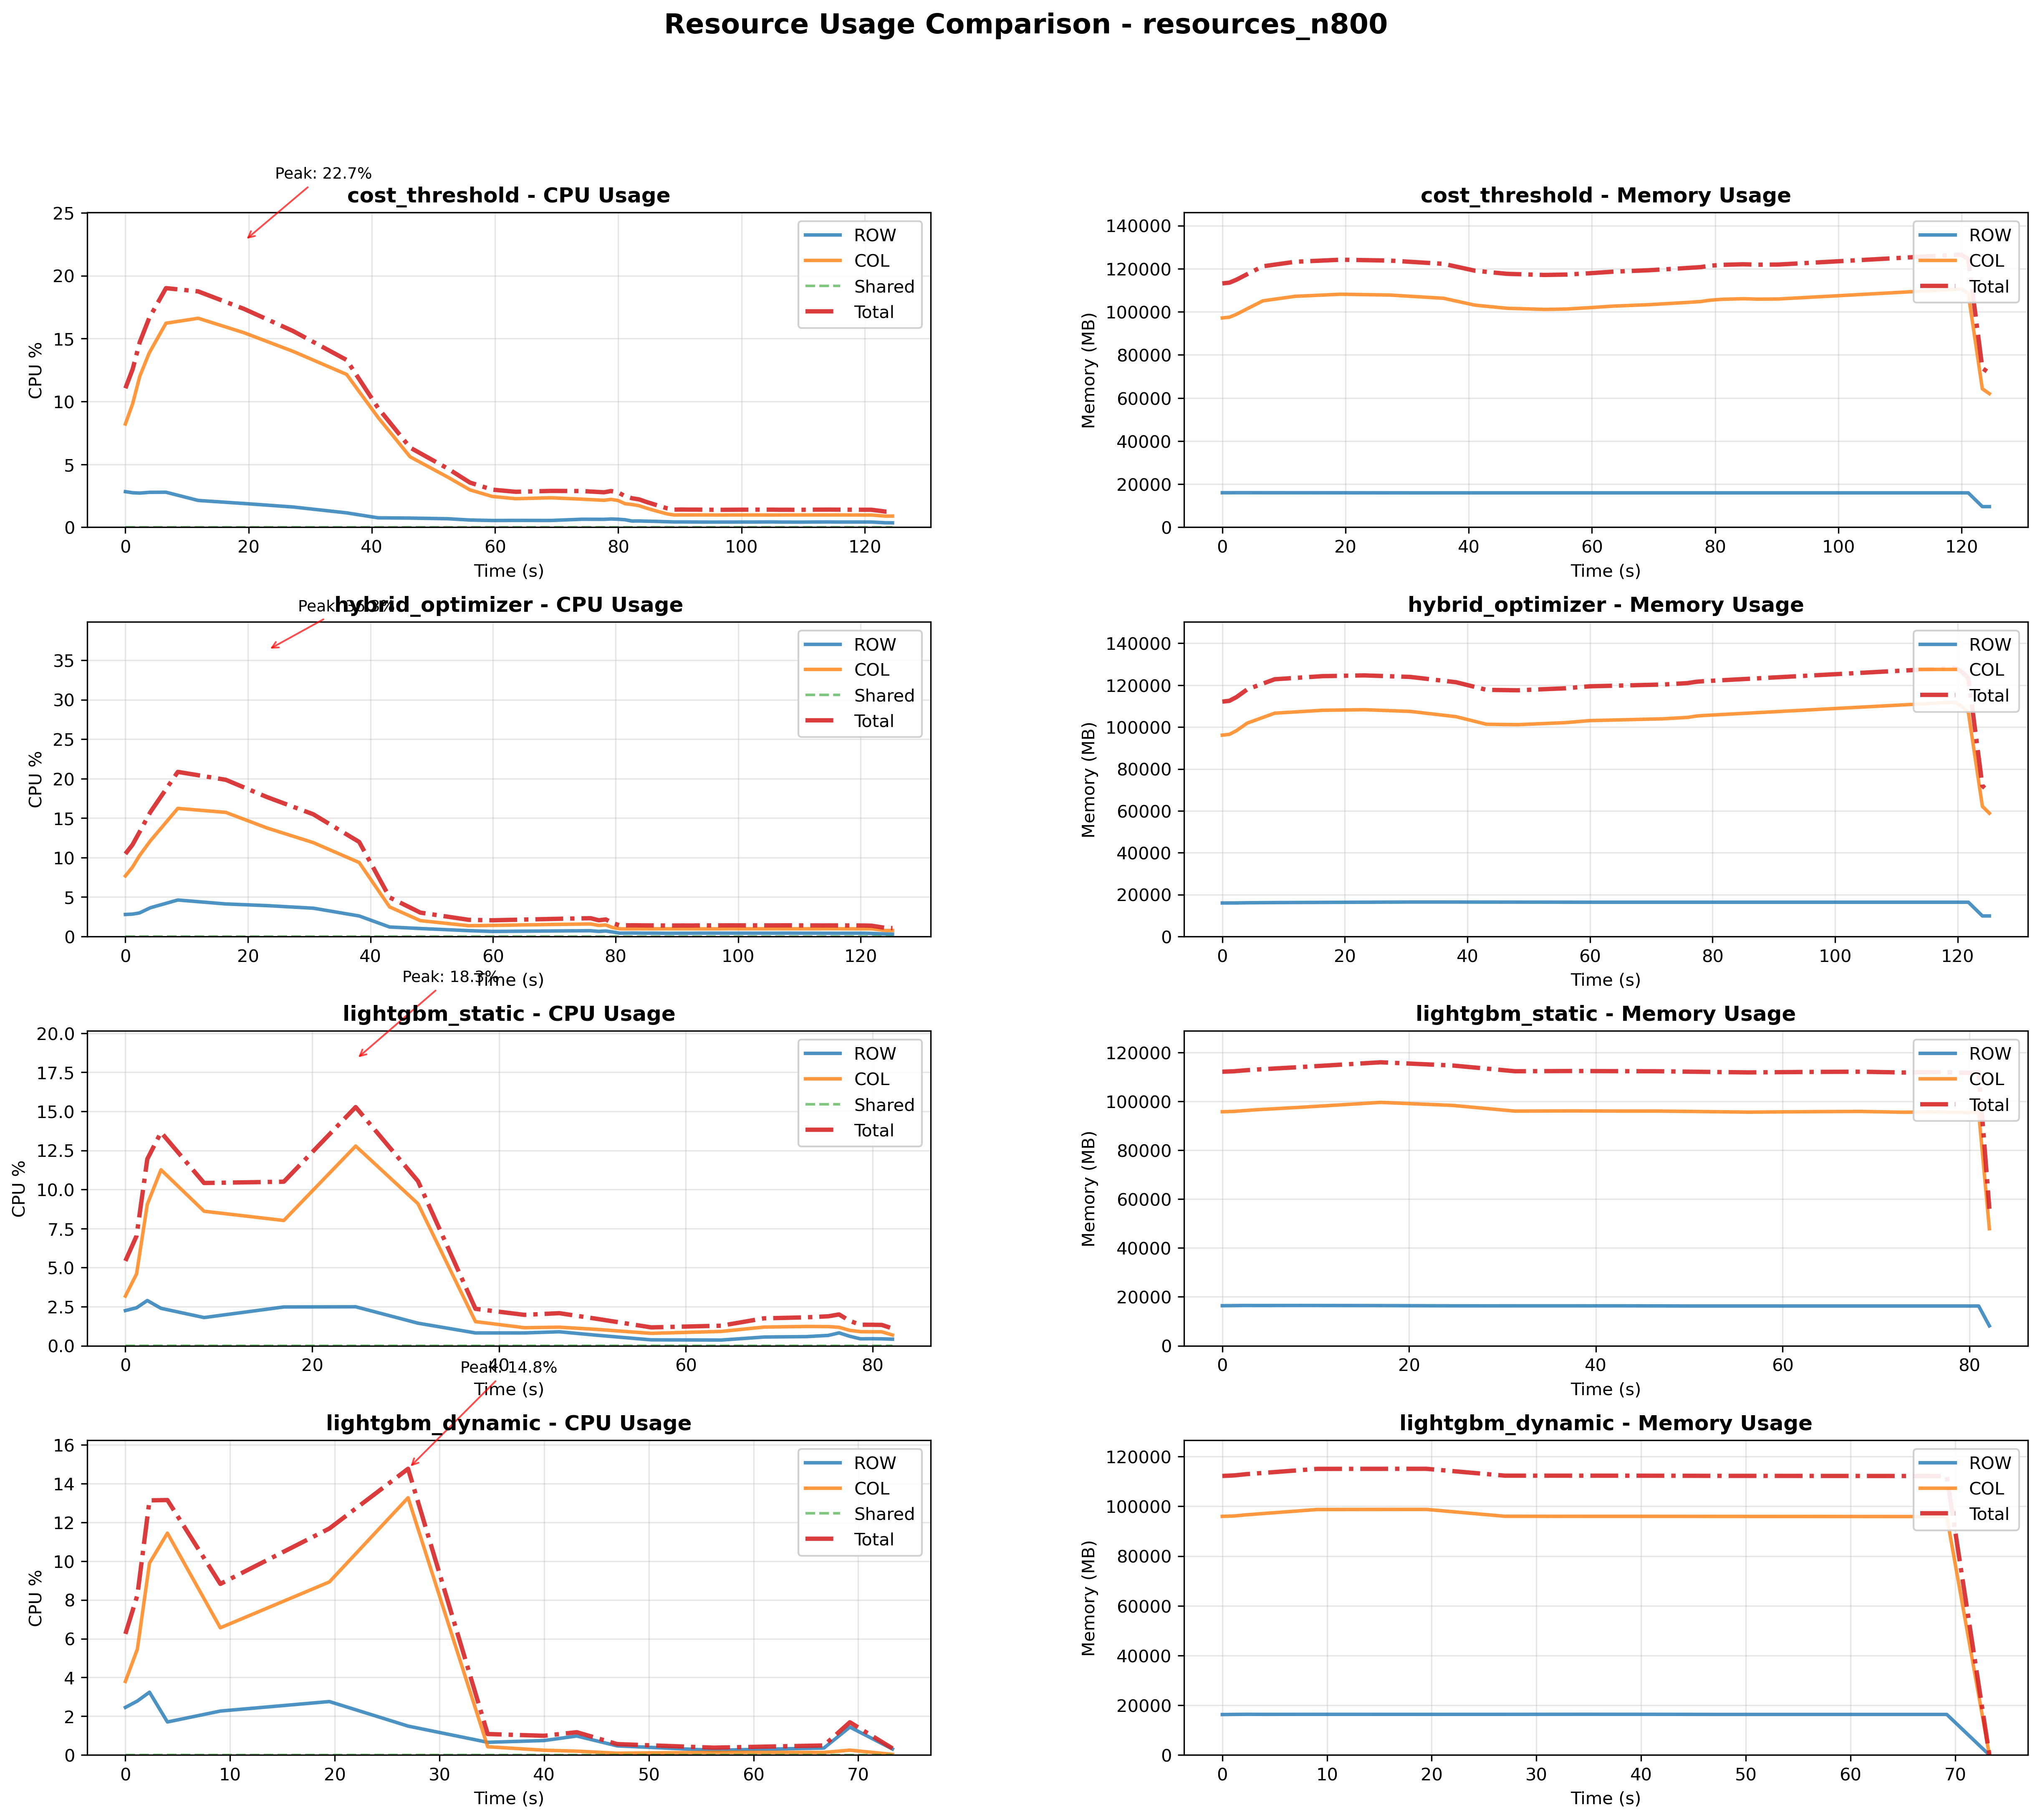 Resource Usage Comparison - resources_n800
Peak: 22.7%
cost_threshold - CPU Usage
25
20
15
10
5
0
CPU %
ROW
COL
Shared
Total
0 20 40 60 80 100 120
Time (s)
cost_threshold - Memory Usage
140000
120000
100000
80000
60000
40000
20000
0
Memory (MB)
ROW
COL
Total
0 20 40 60 80 100 120
Time (s)
Peak:
hybrid_optimizer - CPU Usage
35
30
25
20
15
10
5
0
CPU %
ROW
COL
Shared
Total
0 20 40 60 80 100 120
Time (s)
hybrid_optimizer - Memory Usage
140000
120000
100000
80000
60000
40000
20000
0
Memory (MB)
ROW
COL
Total
0 20 40 60 80 100 120
Time (s)
Peak: 18.3%
lightgbm_static - CPU Usage
20.0
17.5
15.0
12.5
10.0
7.5
5.0
2.5
0.0
CPU %
ROW
COL
Shared
Total
0 20 40 60 80
Time (s)
lightgbm_static - Memory Usage
120000
100000
80000
60000
40000
20000
0
Memory (MB)
ROW
COL
Total
0 20 40 60 80
Time (s)
Peak: 14.8%
lightgbm_dynamic - CPU Usage
16
14
12
10
8
6
4
2
0
CPU %
ROW
COL
Shared
Total
0 10 20 30 40 50 60 70
Time (s)
lightgbm_dynamic - Memory Usage
120000
100000
80000
60000
40000
20000
0
Memory (MB)
ROW
COL
Total
0 10 20 30 40 50 60 70
Time (s)